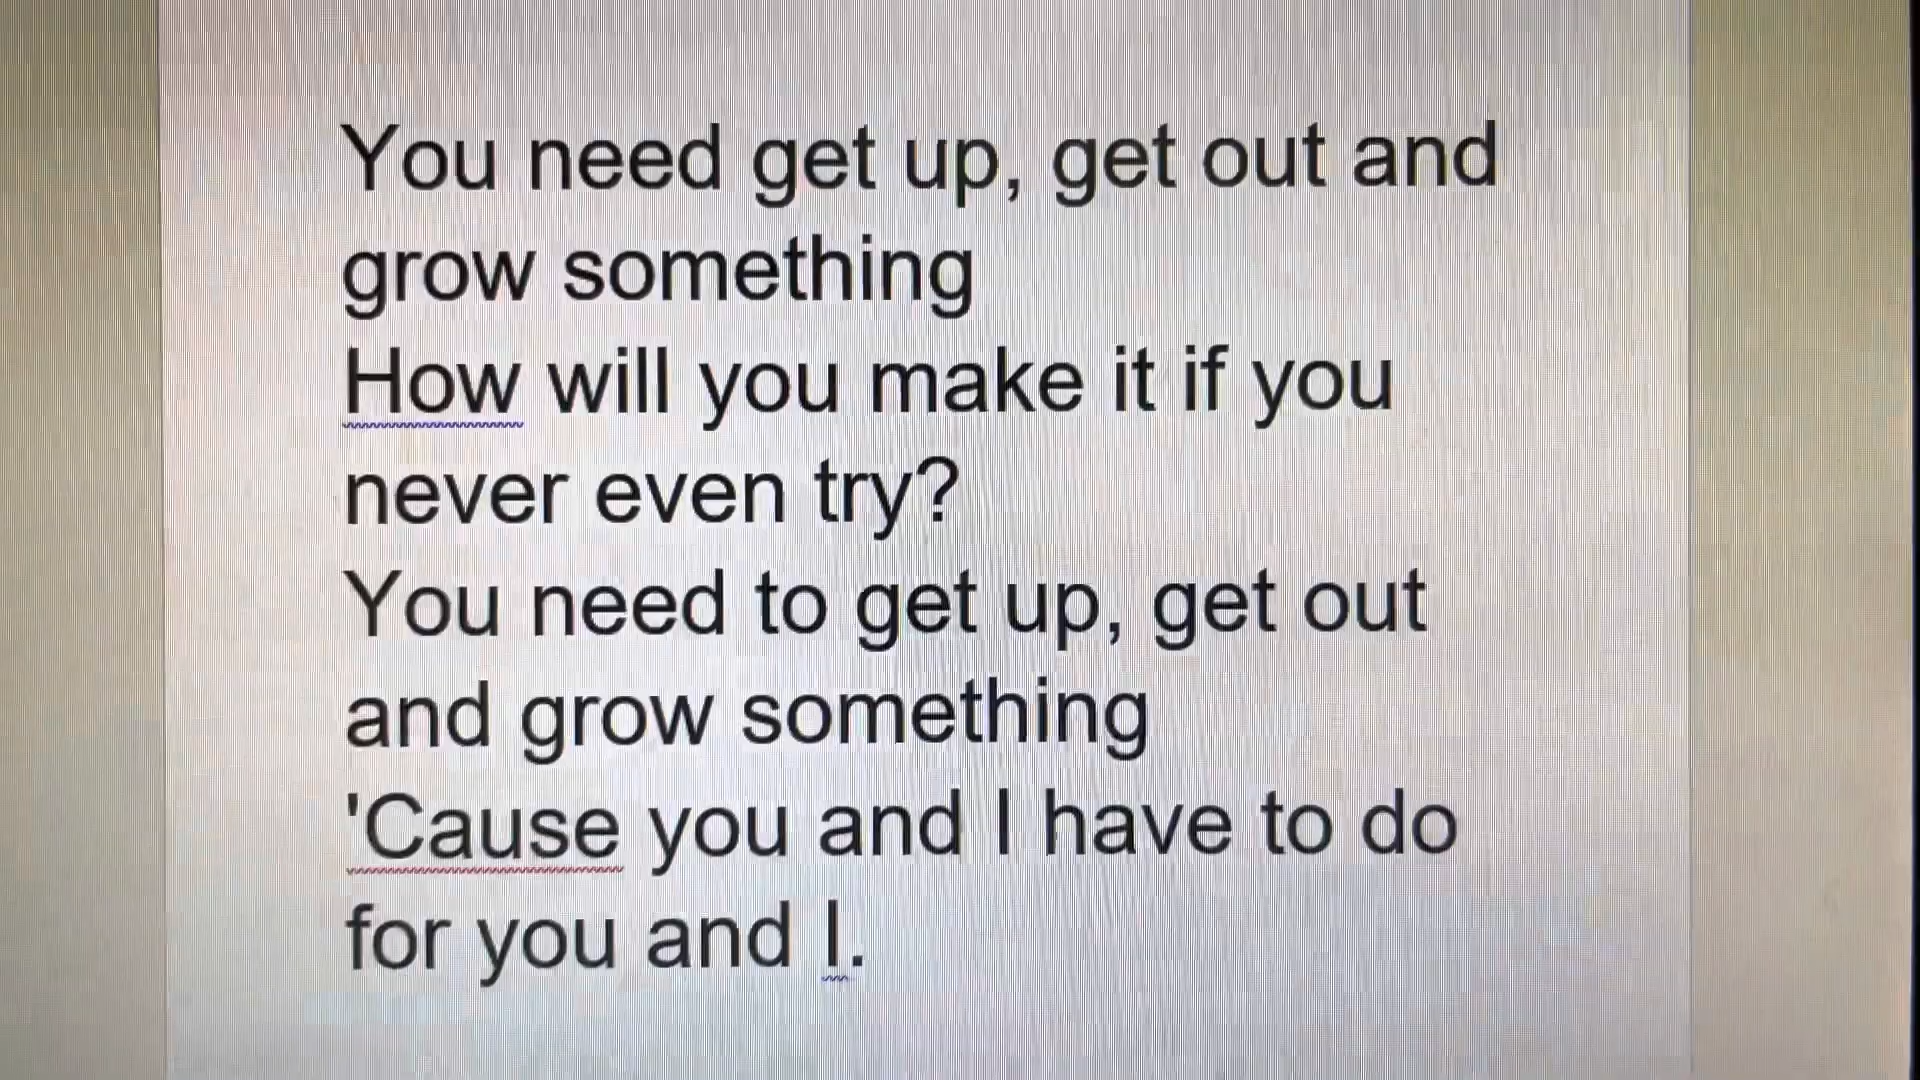 You need get up, get out and
grow something
How will you make it if you
never even try?
You need to get up, get out
and grow something
'Cause you and I have to do
for you and I.